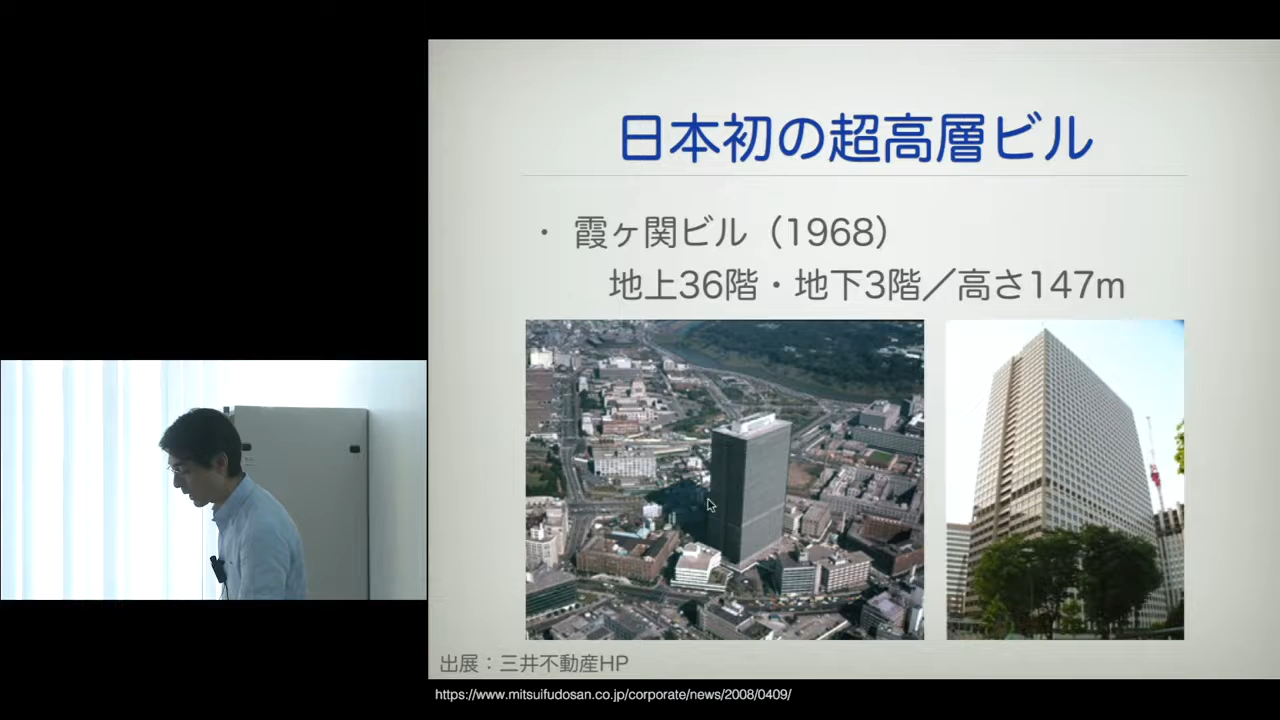 日本初の超高層ビル
・ 霞ヶ関ビル（1968）
地上36階・地下3階／高さ147m
出展：三井不動産HP
https://www.mitsuifudosan.co.jp/corporate/news/2008/0409/